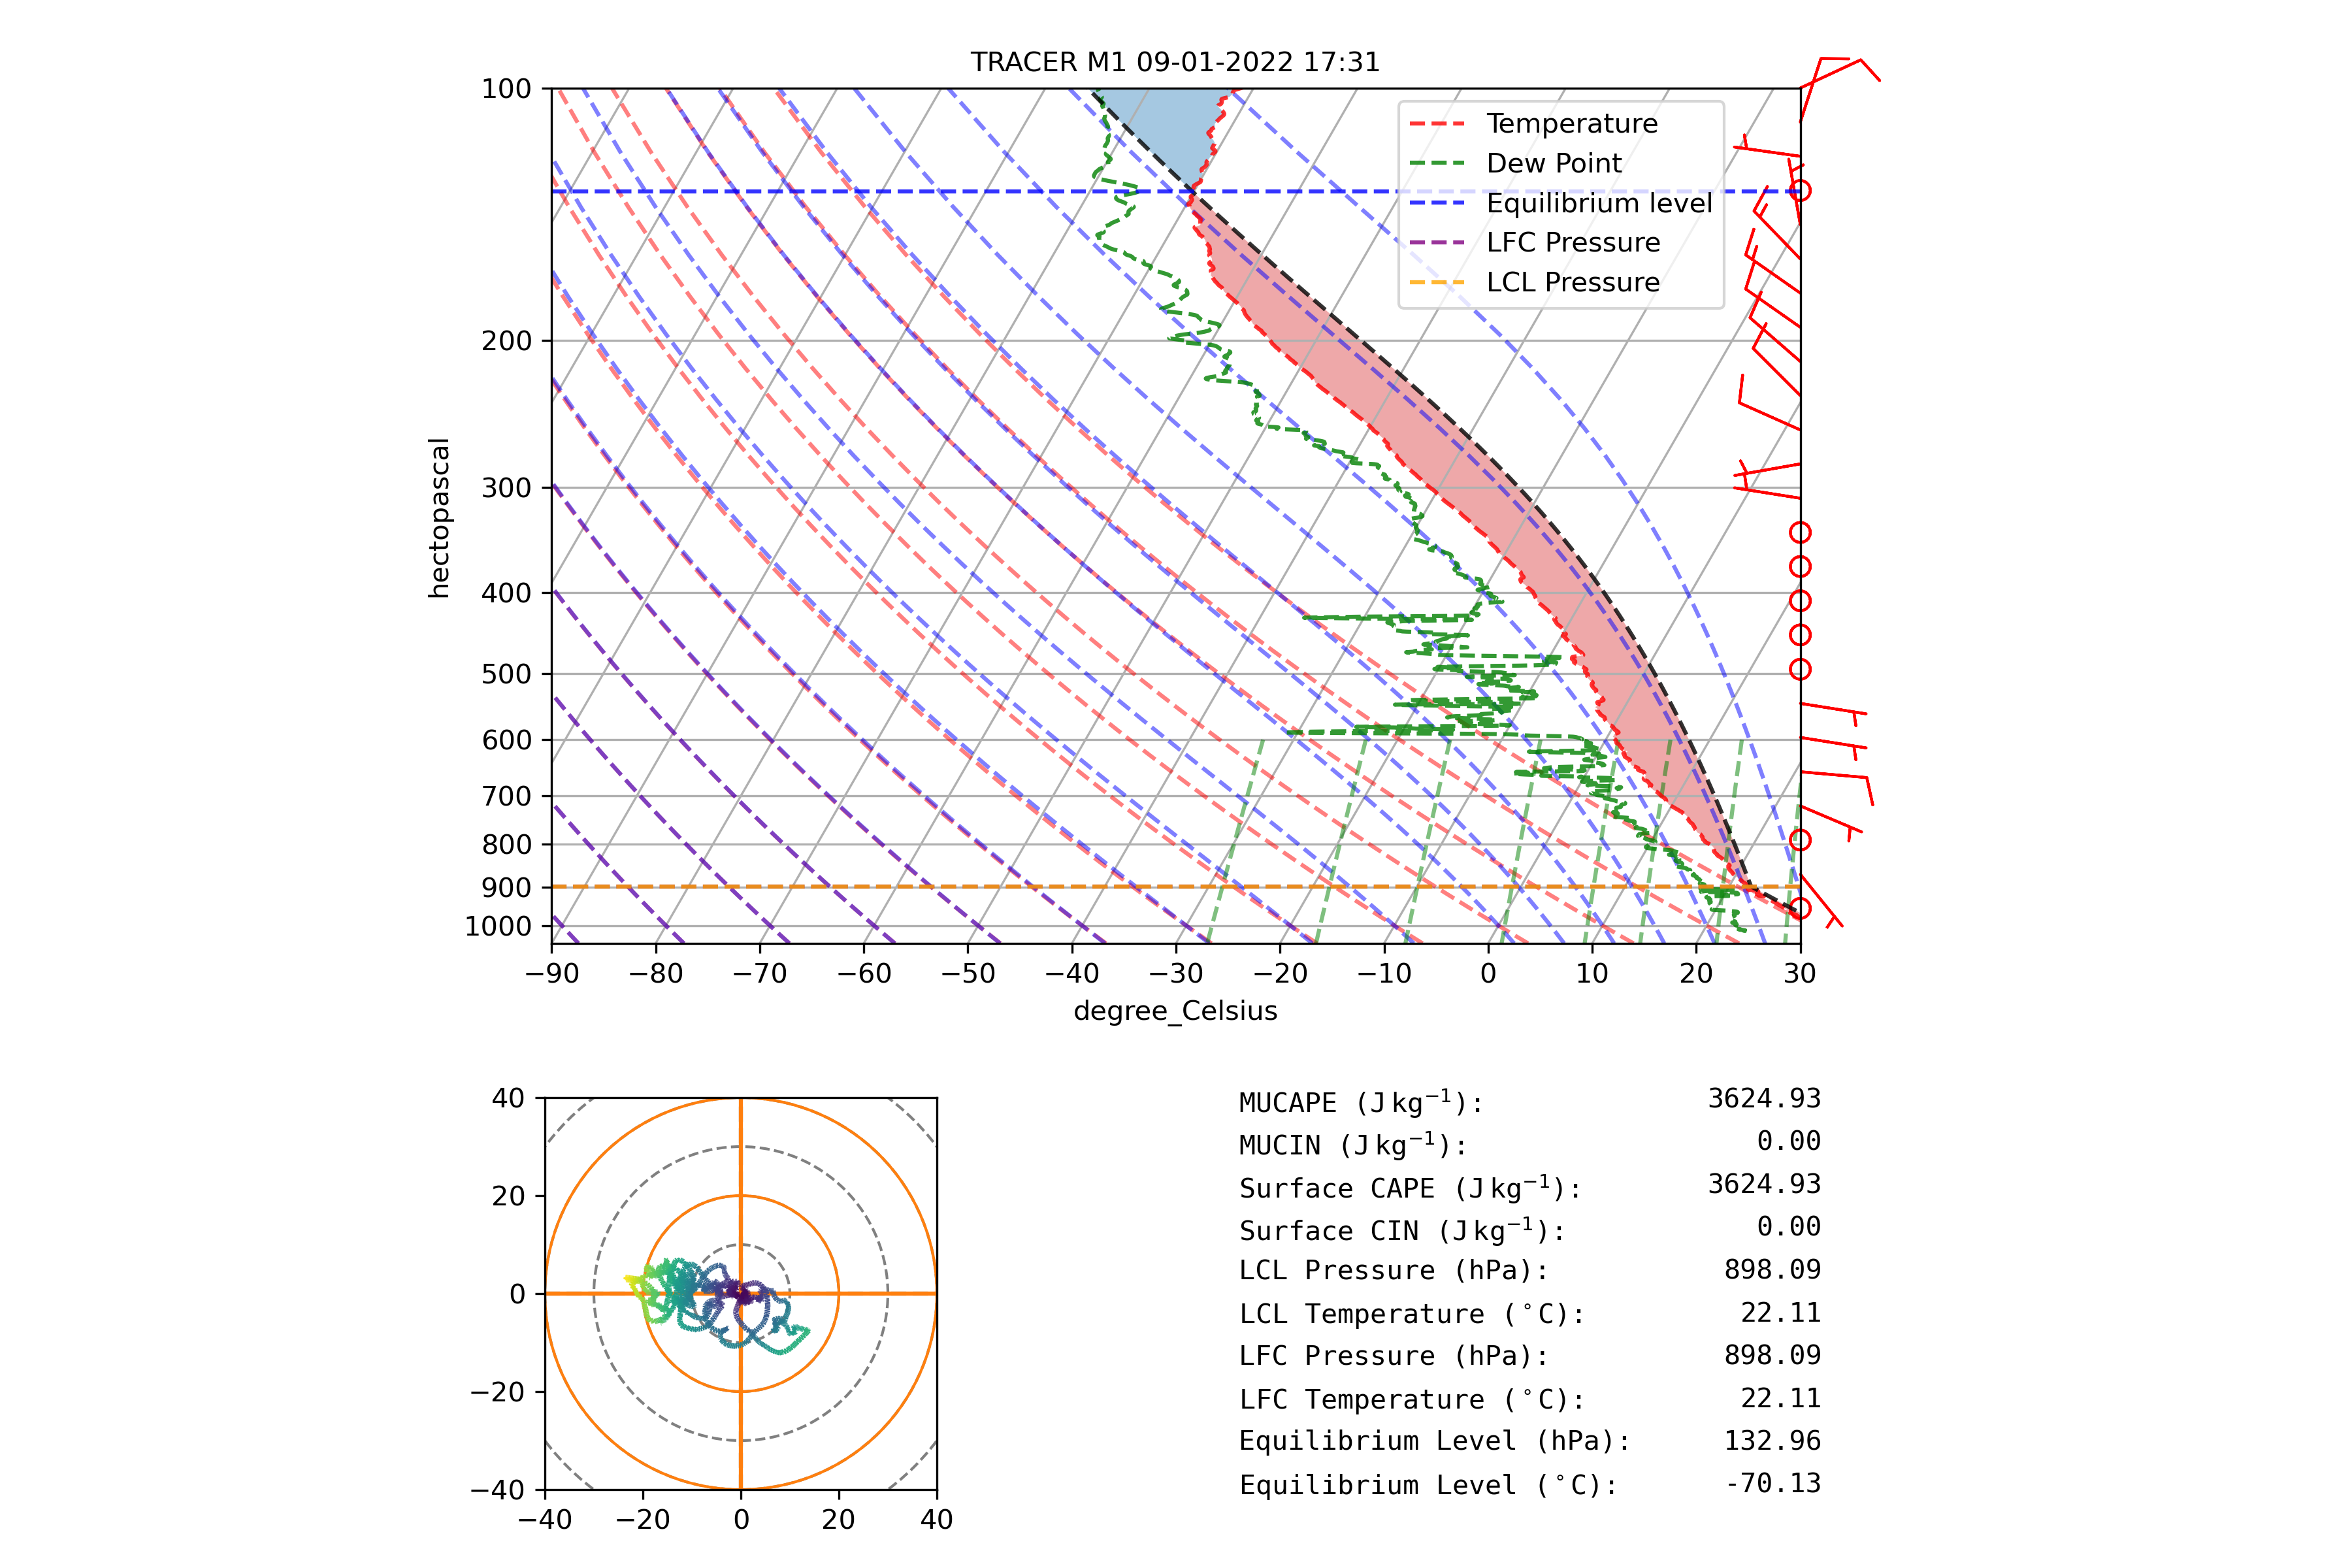 TRACER M1 09-01-2022 17:31
100
200
300
400
500
600
700
800
900
1000
hectopascal
Temperature
Dew Point
Equilibrium level
LFC Pressure
LCL Pressure
−90 −80 −70 −60 −50 −40 −30 −20 −10 0 10 20 30
degree_Celsius
40
20
0
−20
−40
−40 −20 0 20 40
MUCAPE (J kg⁻¹): 3624.93
MUCIN (J kg⁻¹): 0.00
Surface CAPE (J kg⁻¹): 3624.93
Surface CIN (J kg⁻¹): 0.00
LCL Pressure (hPa): 898.09
LCL Temperature (°C): 22.11
LFC Pressure (hPa): 898.09
LFC Temperature (°C): 22.11
Equilibrium Level (hPa): 132.96
Equilibrium Level (°C): -70.13